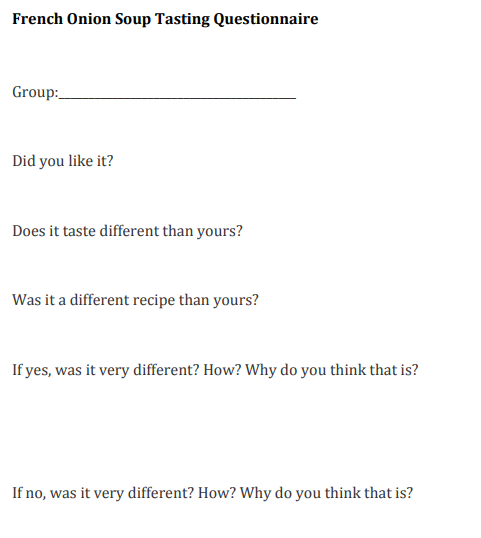 French Onion Soup Tasting Questionnaire
Group:___________________________________
Did you like it?
Does it taste different than yours?
Was it a different recipe than yours?
If yes, was it very different? How? Why do you think that is?
If no, was it very different? How? Why do you think that is?